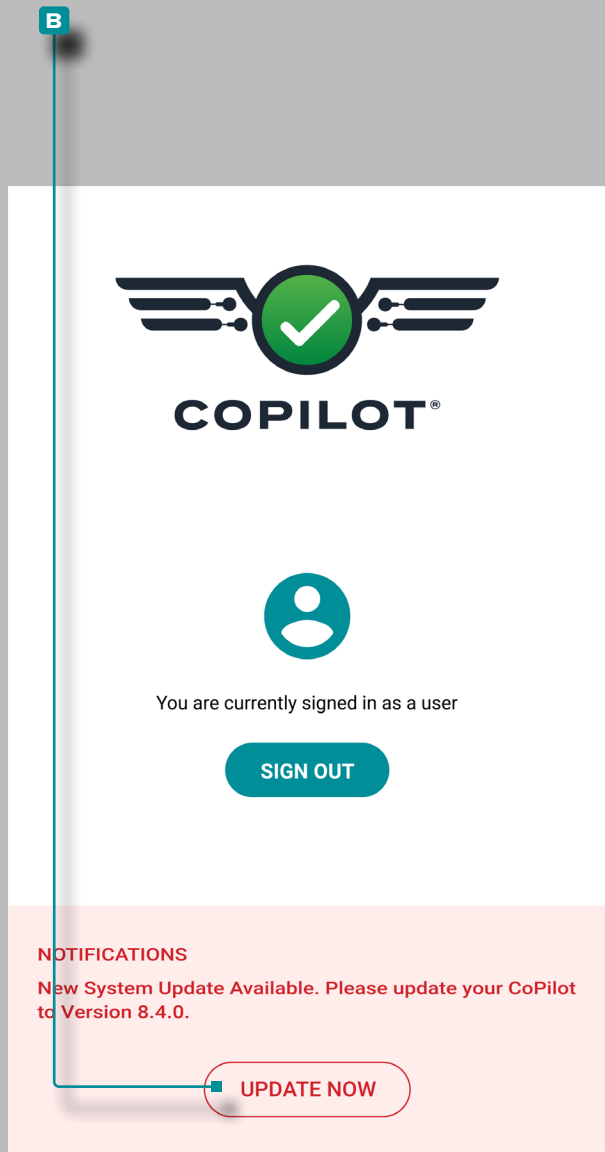 B
COPILOT®
You are currently signed in as a user
SIGN OUT
NOTIFICATIONS
New System Update Available. Please update your CoPilot
to Version 8.4.0.
UPDATE NOW